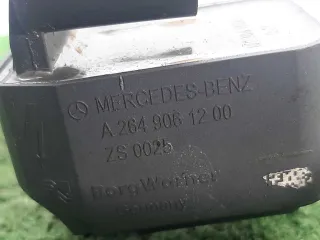 MERCEDES-BENZ
A 264 906 12 00
ZS 0025
BorgWarner
Germany